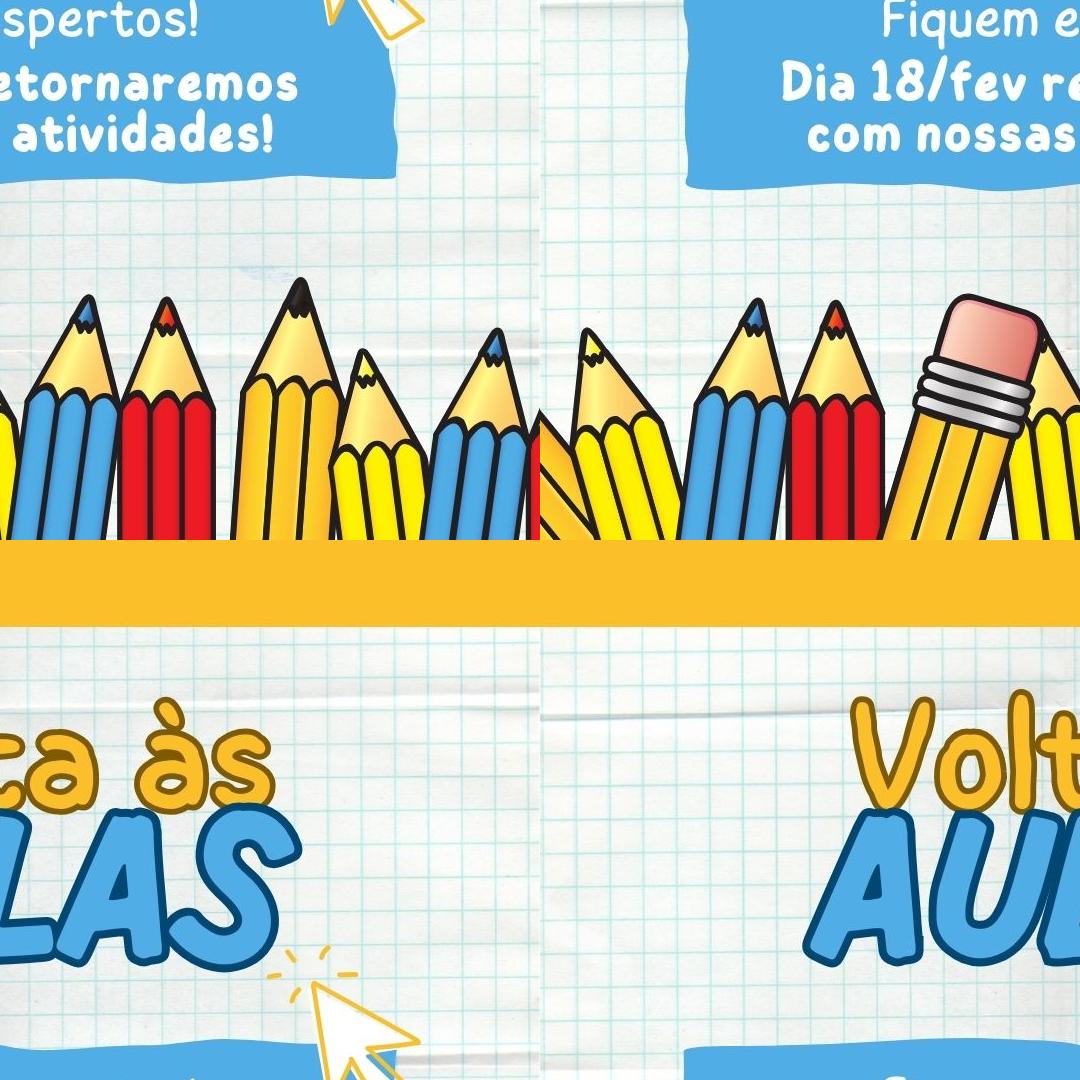 spertos!
etornaremos
atividades!
Fiquem e
Dia 18/fev re
com nossas
ta às
LAS
Volt
AUL